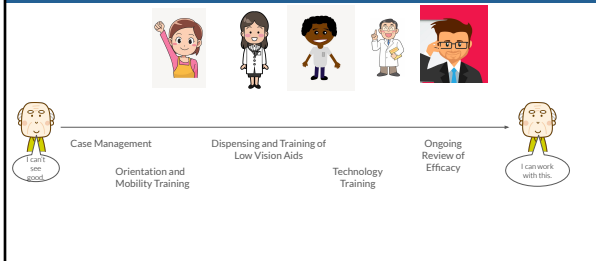 Case Management
Dispensing and Training of
Low Vision Aids
Ongoing
Review of
Efficacy
Orientation and
Mobility Training
Technology
Training
I can't
see
good.
I can work
with this.